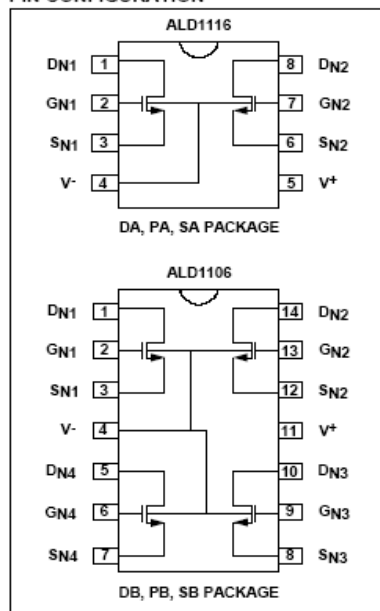 PIN CONFIGURATION
ALD1116
DN1 1 8 DN2
GN1 2 7 GN2
SN1 3 6 SN2
V- 4 5 V+
DA, PA, SA PACKAGE
ALD1106
DN1 1 14 DN2
GN1 2 13 GN2
SN1 3 12 SN2
V- 4 11 V+
DN4 5 10 DN3
GN4 6 9 GN3
SN4 7 8 SN3
DB, PB, SB PACKAGE